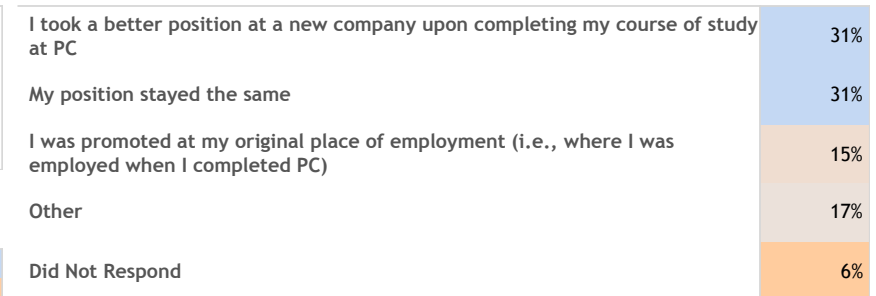 I took a better position at a new company upon completing my course of study
at PC
31%
My position stayed the same
31%
I was promoted at my original place of employment (i.e., where I was
employed when I completed PC)
15%
Other
17%
Did Not Respond
6%